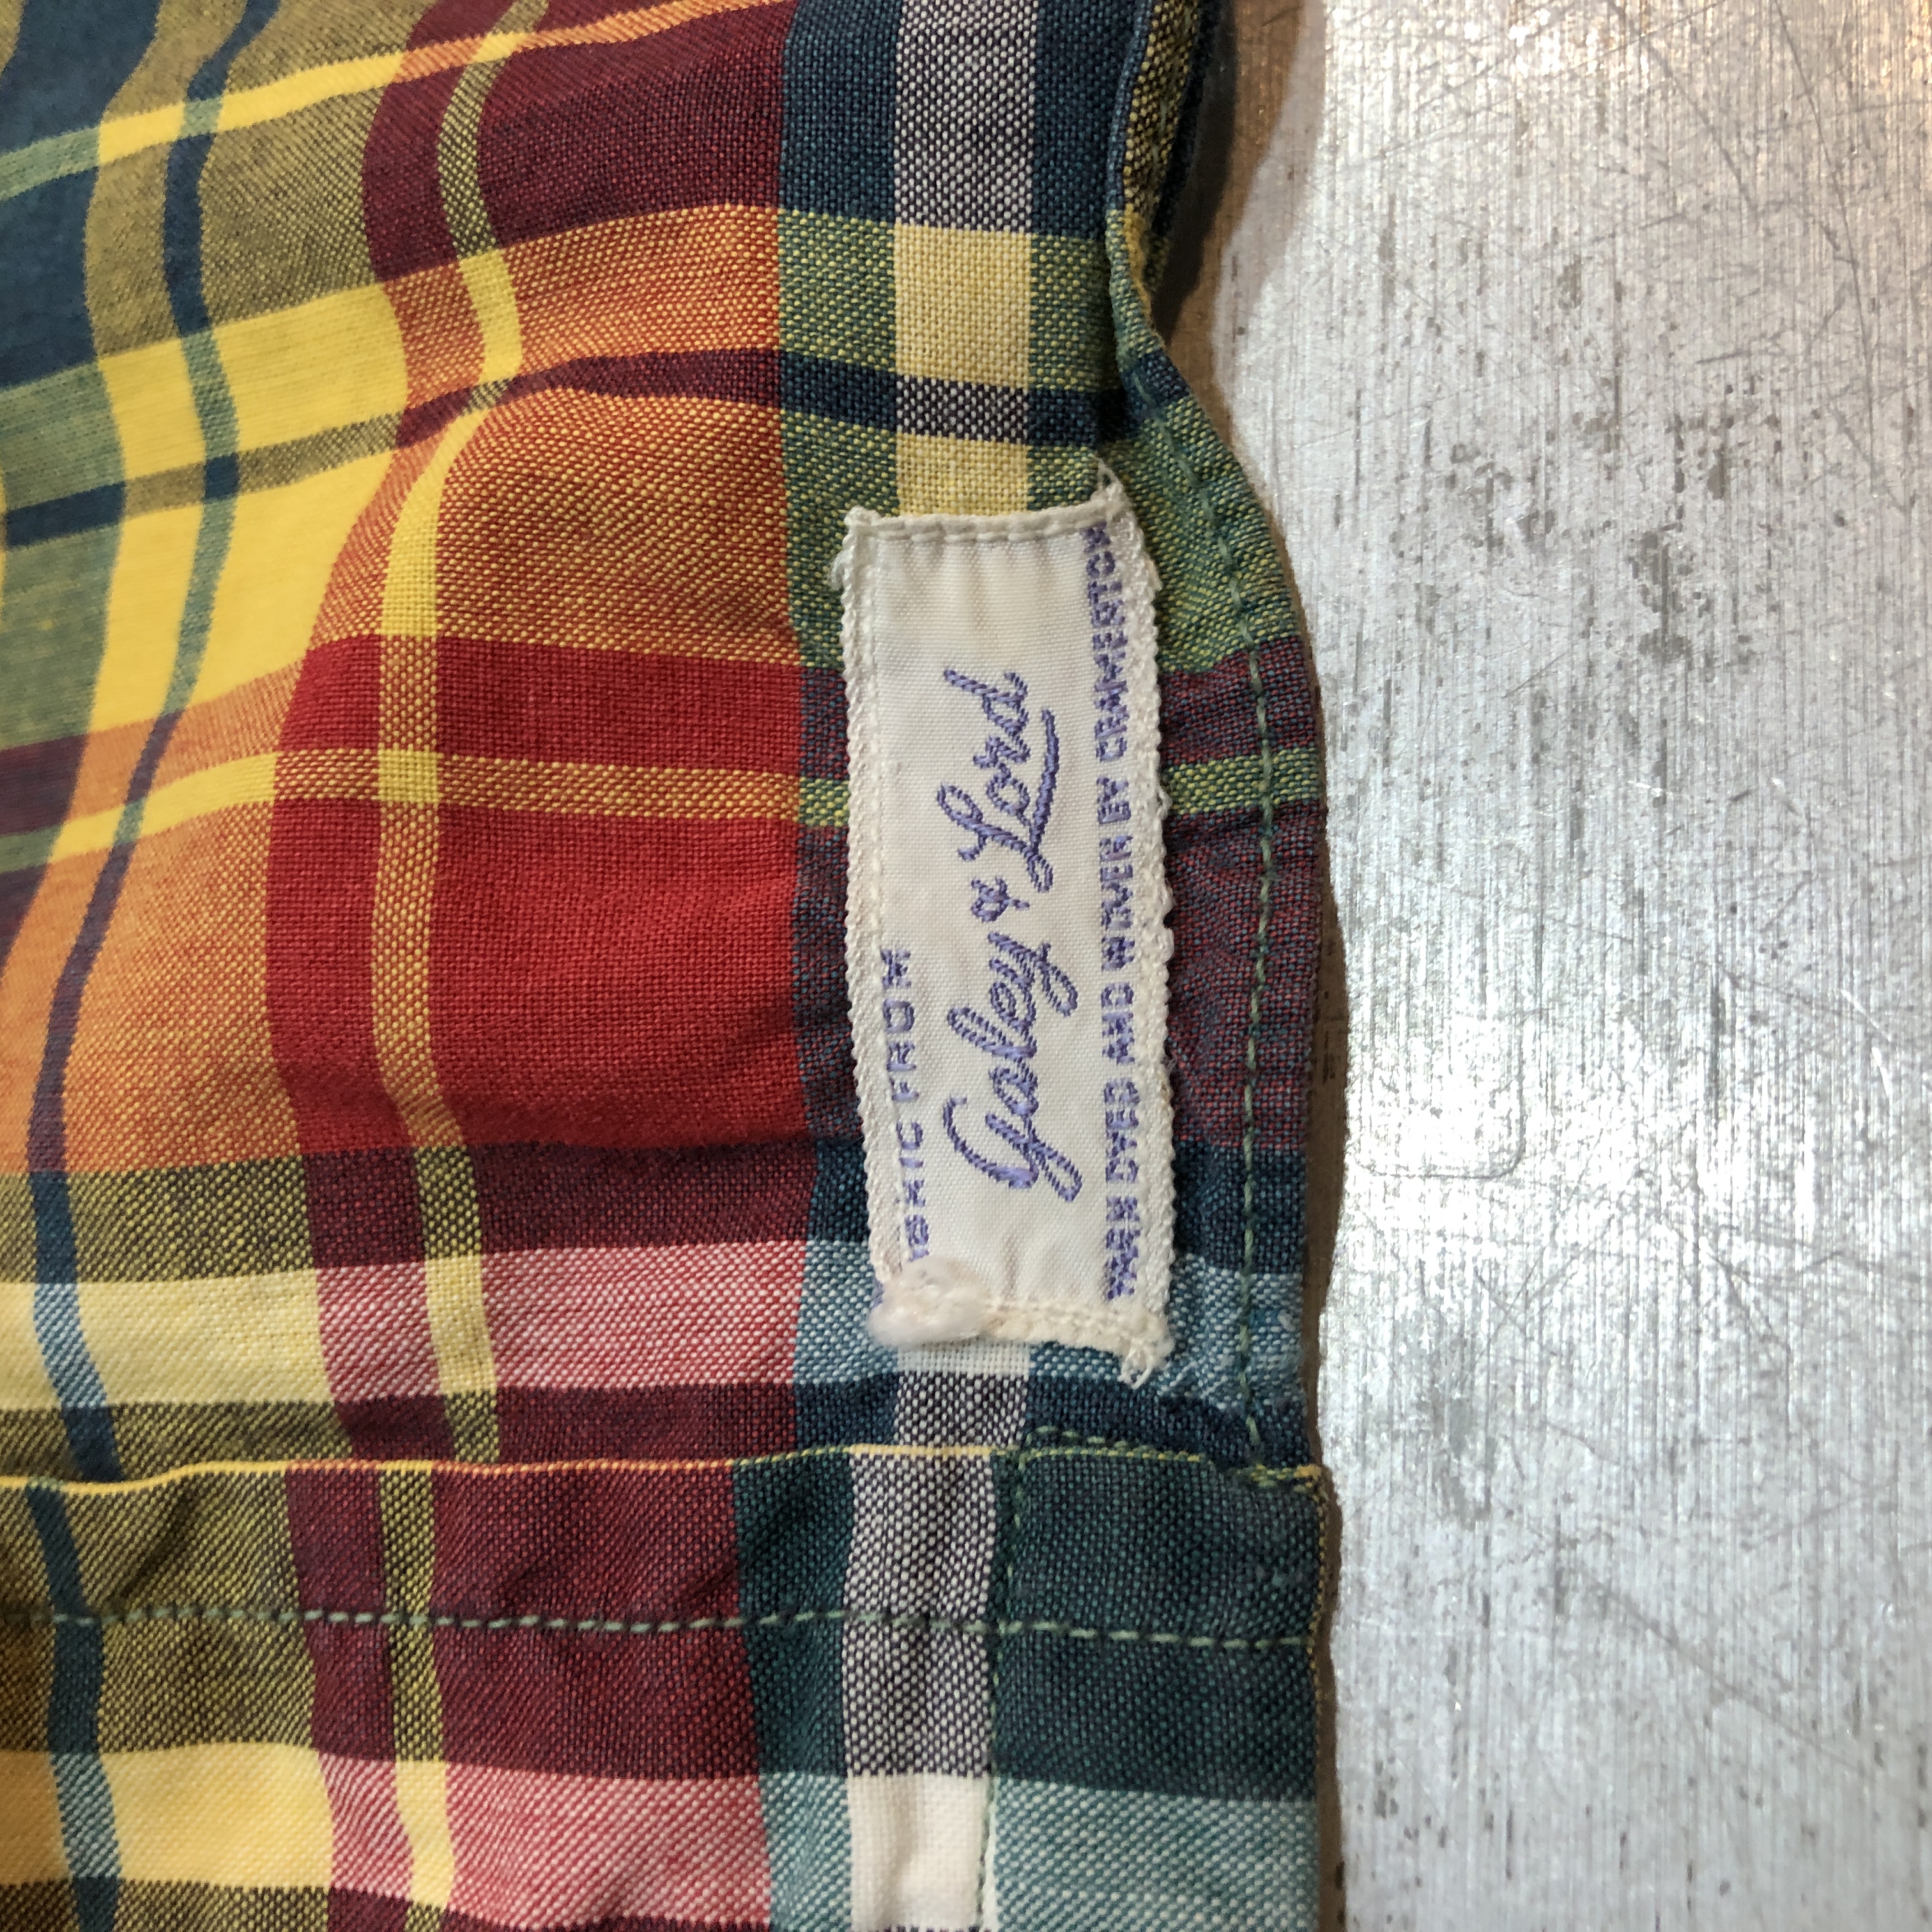 FABRIC FROM
Galey & Lord
YARN DYED AND WOVEN BY CRAMERTON